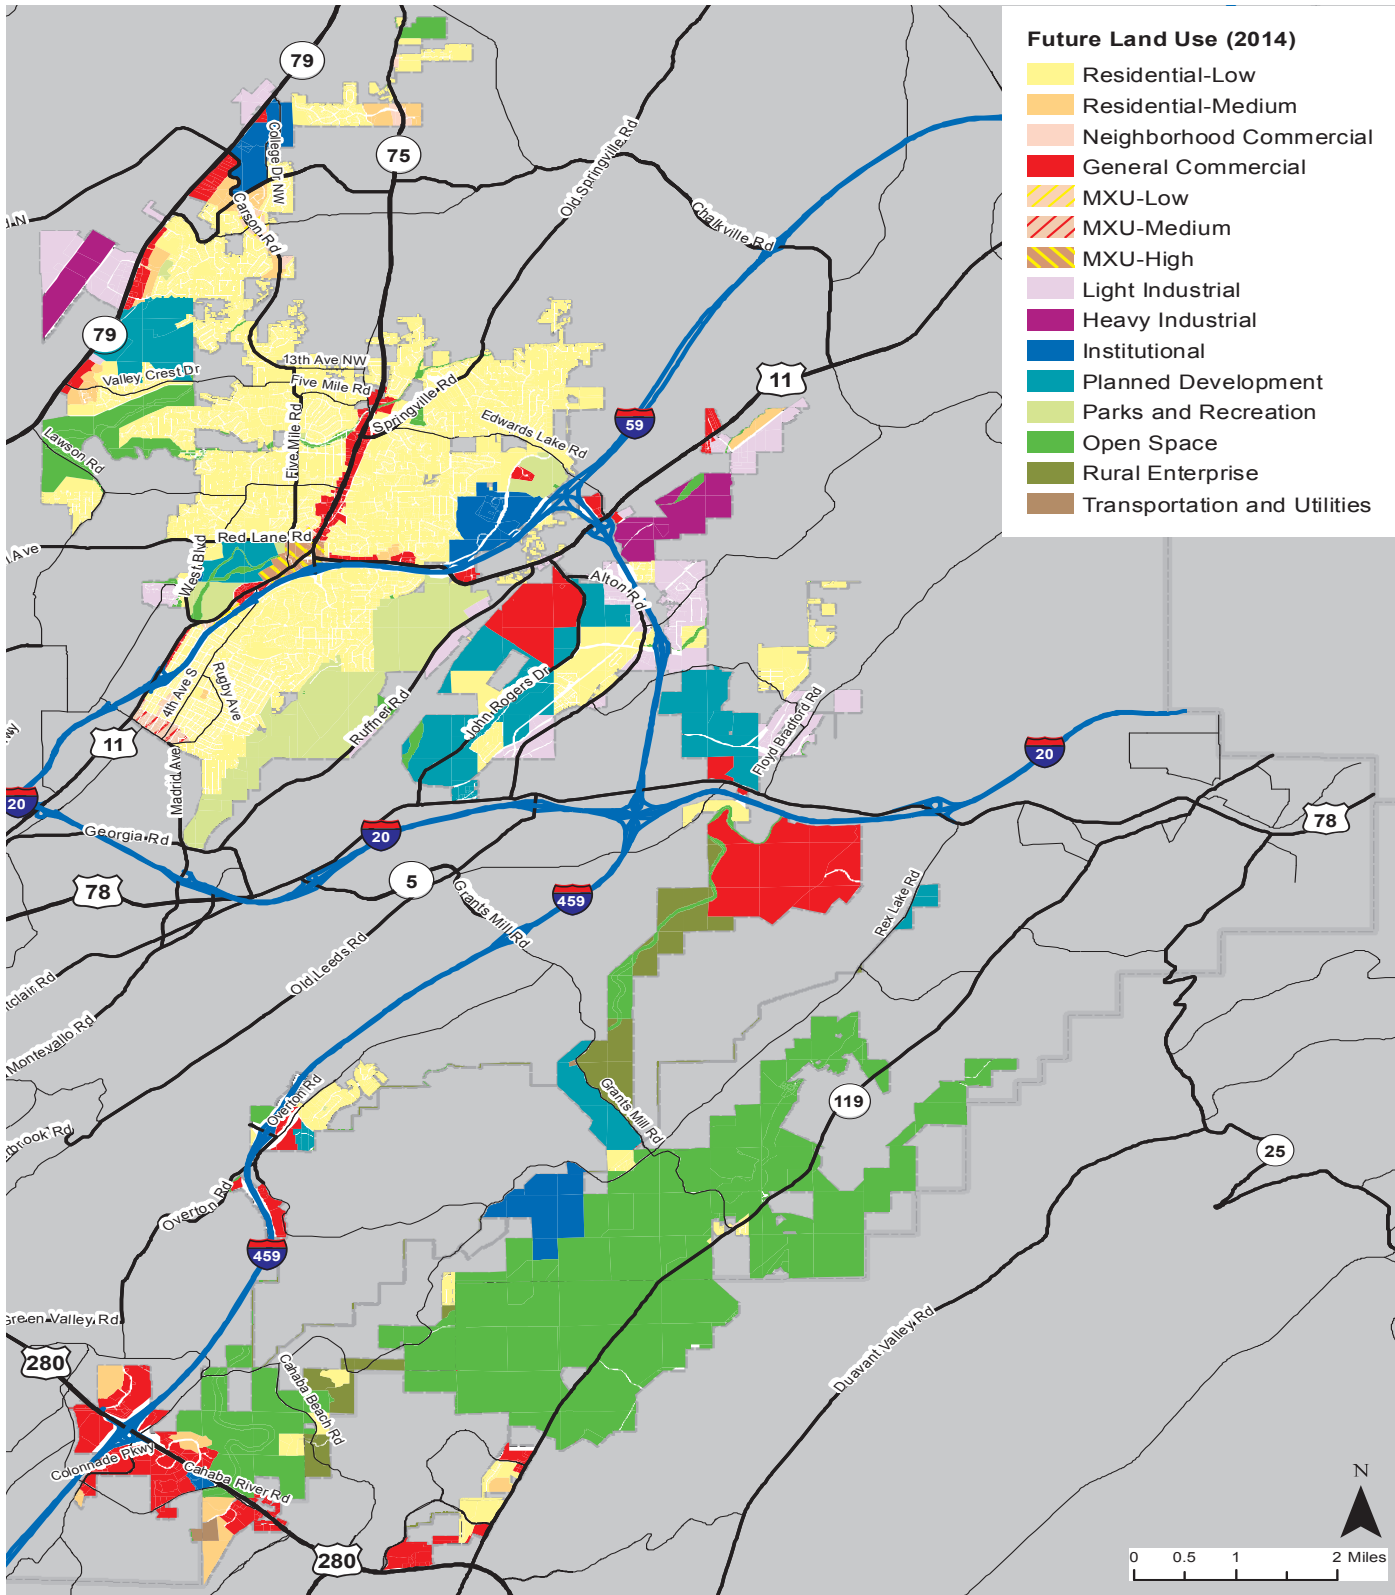 Future Land Use (2014)
Residential-Low
Residential-Medium
Neighborhood Commercial
General Commercial
MXU-Low
MXU-Medium
MXU-High
Light Industrial
Heavy Industrial
Institutional
Planned Development
Parks and Recreation
Open Space
Rural Enterprise
Transportation and Utilities
79
75
College Dr NW
Old Springville Rd
Carson Rd
Chalkville Rd
79
13th Ave NW
Valley Crest Dr
Five Mile Rd
11
Springville Rd
59
Five Mile Rd
Edwards Lake Rd
Lawson Rd
Red Lane Rd
Ave
West Blvd
Alton Rd
4th Ave S
Rugby Ave
John Rogers Dr
Ruffner Rd
Floyd Bradford Rd
11
20
Madrid Ave
20
Georgia Rd
20
78
78
5
459
Grants Mill Rd
Rex Lake Rd
Old Leeds Rd
tclair Rd
Montevallo Rd
Overton Rd
Grants Mill Rd
119
brook Rd
25
Overton Rd
459
Green Valley Rd
280
Duavant Valley Rd
Cahaba Beach Rd
Colonnade Pkwy
Cahaba River Rd
280
N
0 0.5 1 2 Miles